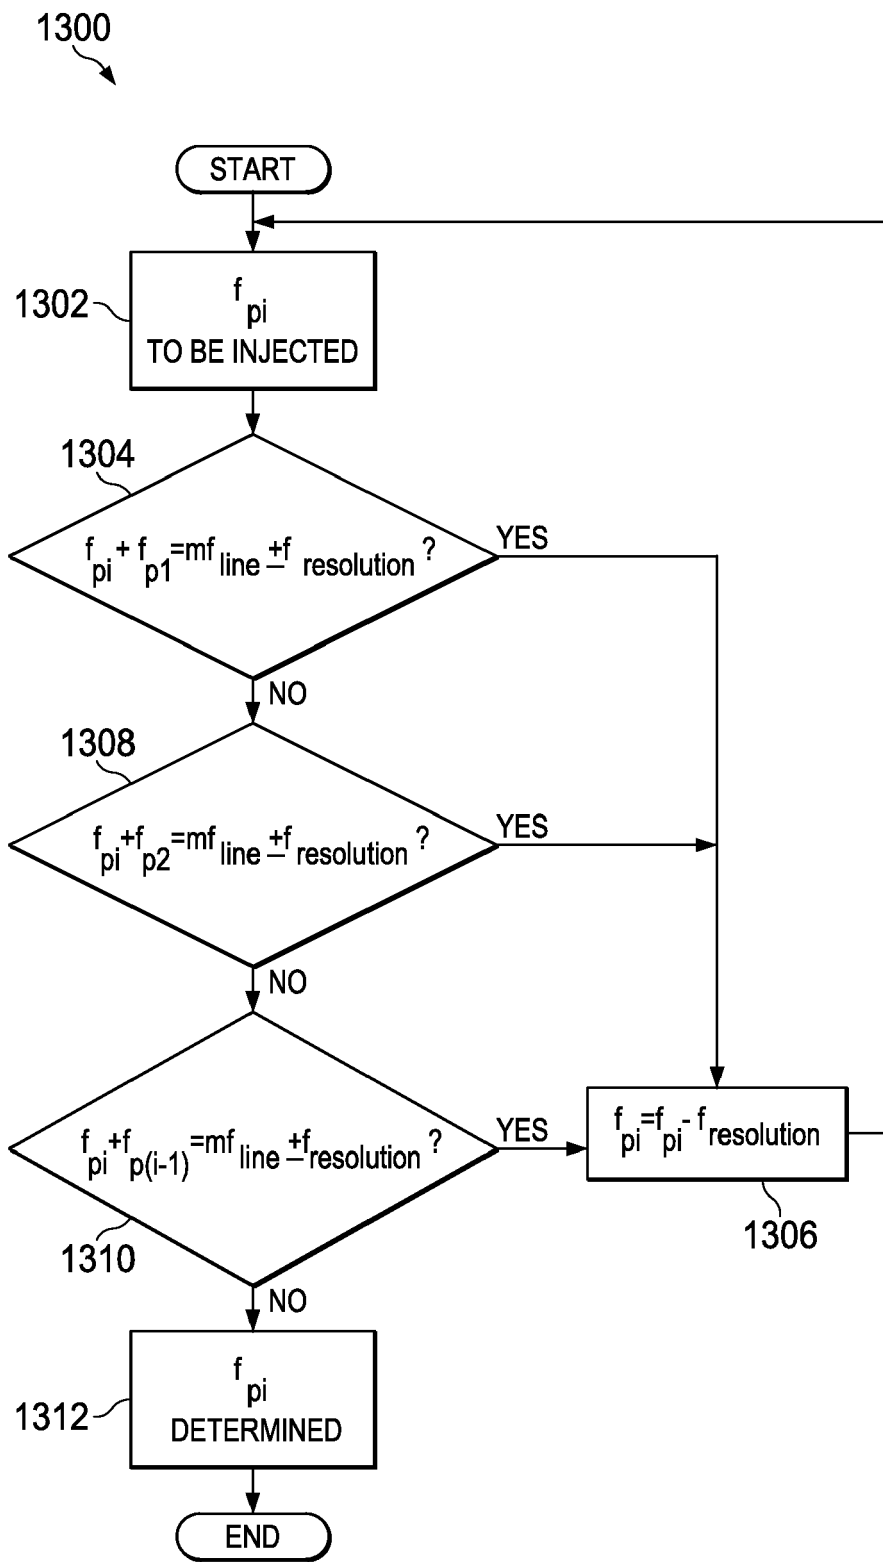 1300
START
1302
f pi
TO BE INJECTED
1304
f pi + f p1 =mf line ±f resolution ?
YES
NO
1308
f pi +f p2 =mf line ±f resolution ?
YES
NO
f pi +f p(i-1) =mf line ±f resolution ?
YES
f pi =f pi - f resolution
1306
1310
NO
f pi
1312
DETERMINED
END